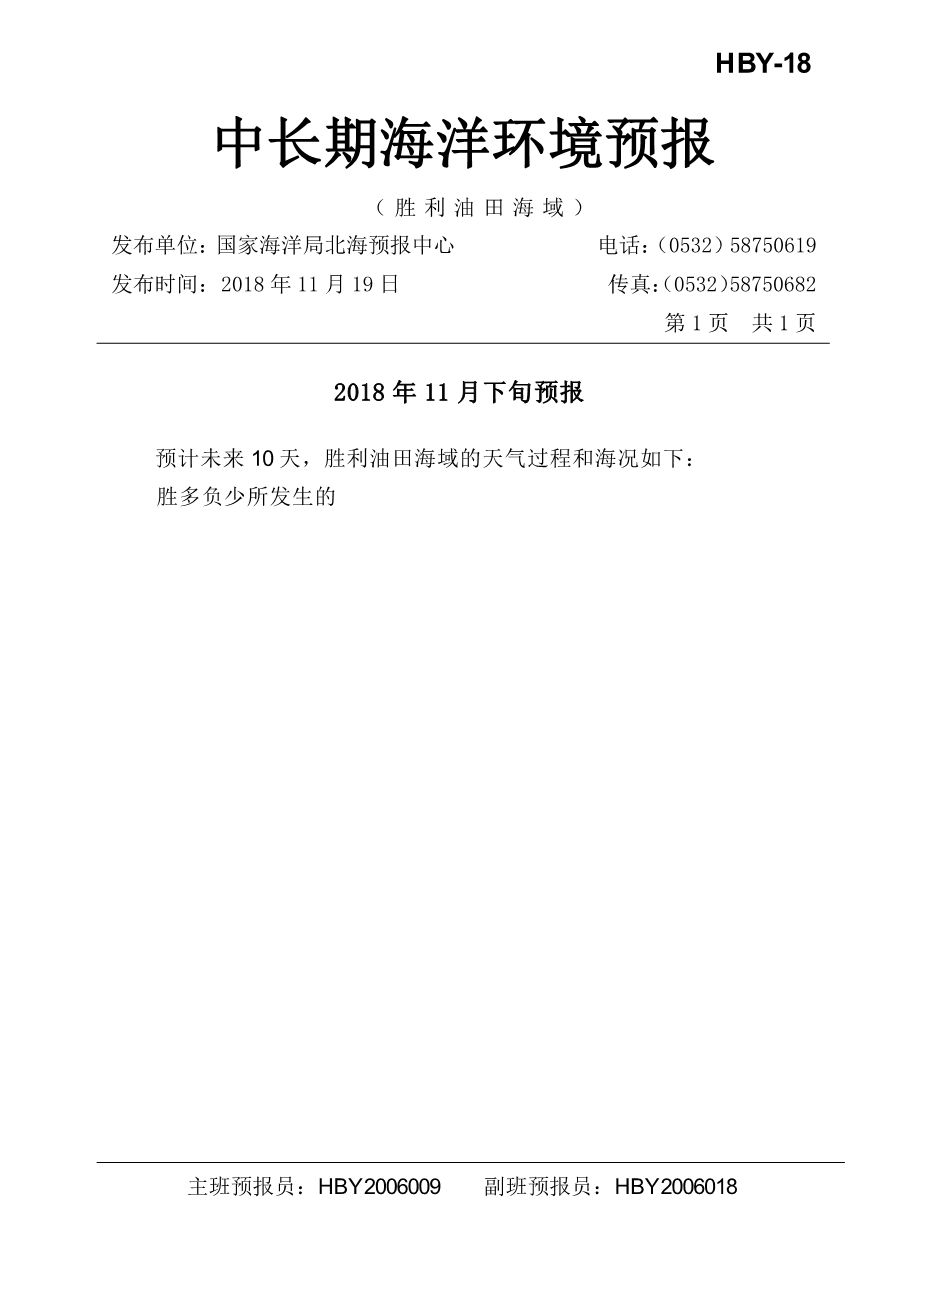 HBY-18
中长期海洋环境预报
（胜利油田海域）
发布单位：国家海洋局北海预报中心 电话：（0532）58750619
发布时间：2018 年 11 月 19 日 传真：（0532）58750682
第 1 页 共 1 页
2018 年 11 月下旬预报
预计未来 10 天，胜利油田海域的天气过程和海况如下：
胜多负少所发生的
主班预报员：HBY2006009 副班预报员：HBY2006018